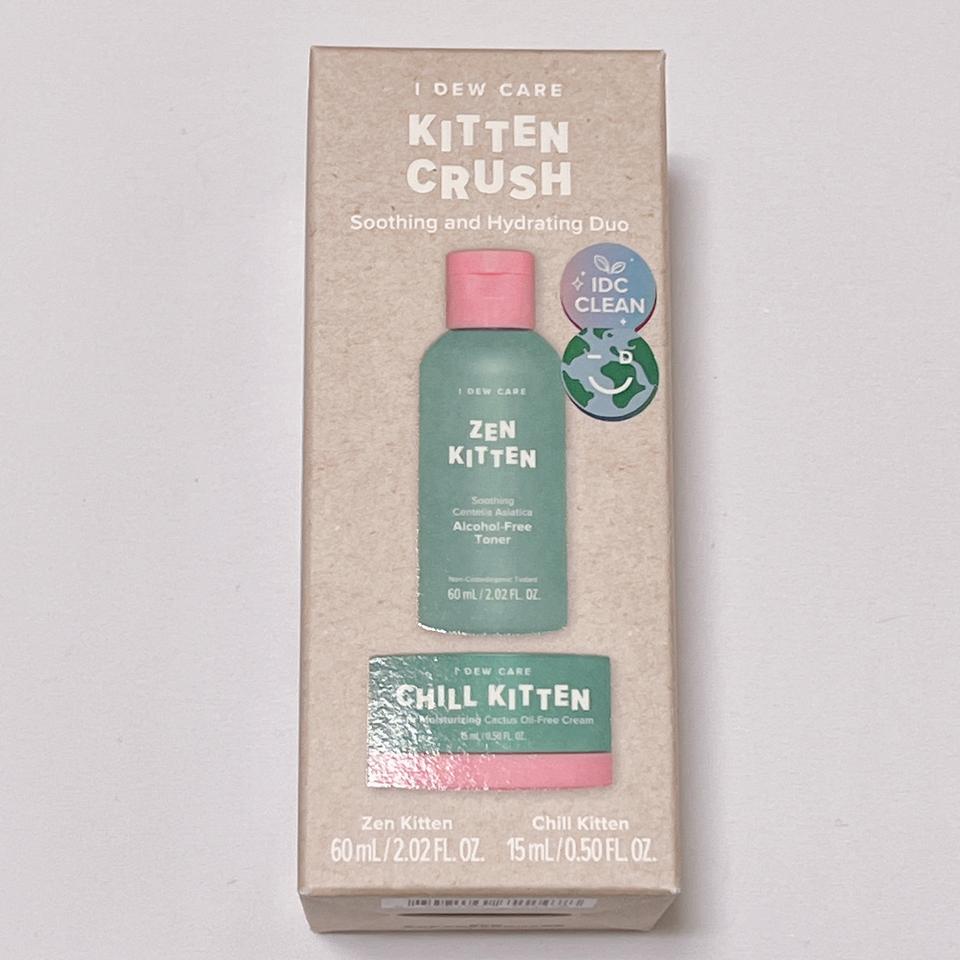 I DEW CARE
KITTEN
CRUSH
Soothing and Hydrating Duo
IDC
CLEAN
I DEW CARE
ZEN
KITTEN
Soothing
Centella Asiatica
Alcohol-Free
Toner
Non-Comedogenic Tested
60 mL / 2.02 FL. OZ.
I DEW CARE
CHILL KITTEN
Moisturizing Cactus Oil-Free Cream
15 mL / 0.50 FL. OZ.
Zen Kitten
Chill Kitten
60 mL / 2.02 FL. OZ.
15 mL / 0.50 FL. OZ.